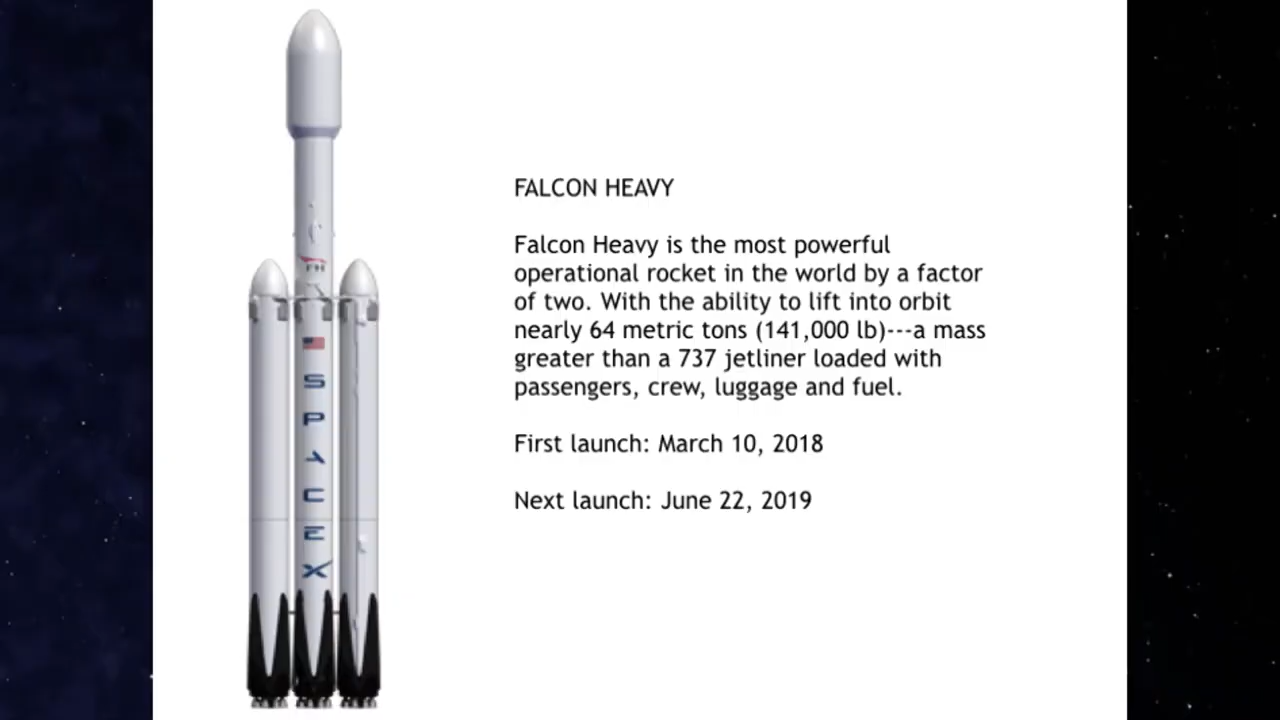 FH
SPACEX
FALCON HEAVY
Falcon Heavy is the most powerful
operational rocket in the world by a factor
of two. With the ability to lift into orbit
nearly 64 metric tons (141,000 lb)---a mass
greater than a 737 jetliner loaded with
passengers, crew, luggage and fuel.
First launch: March 10, 2018
Next launch: June 22, 2019